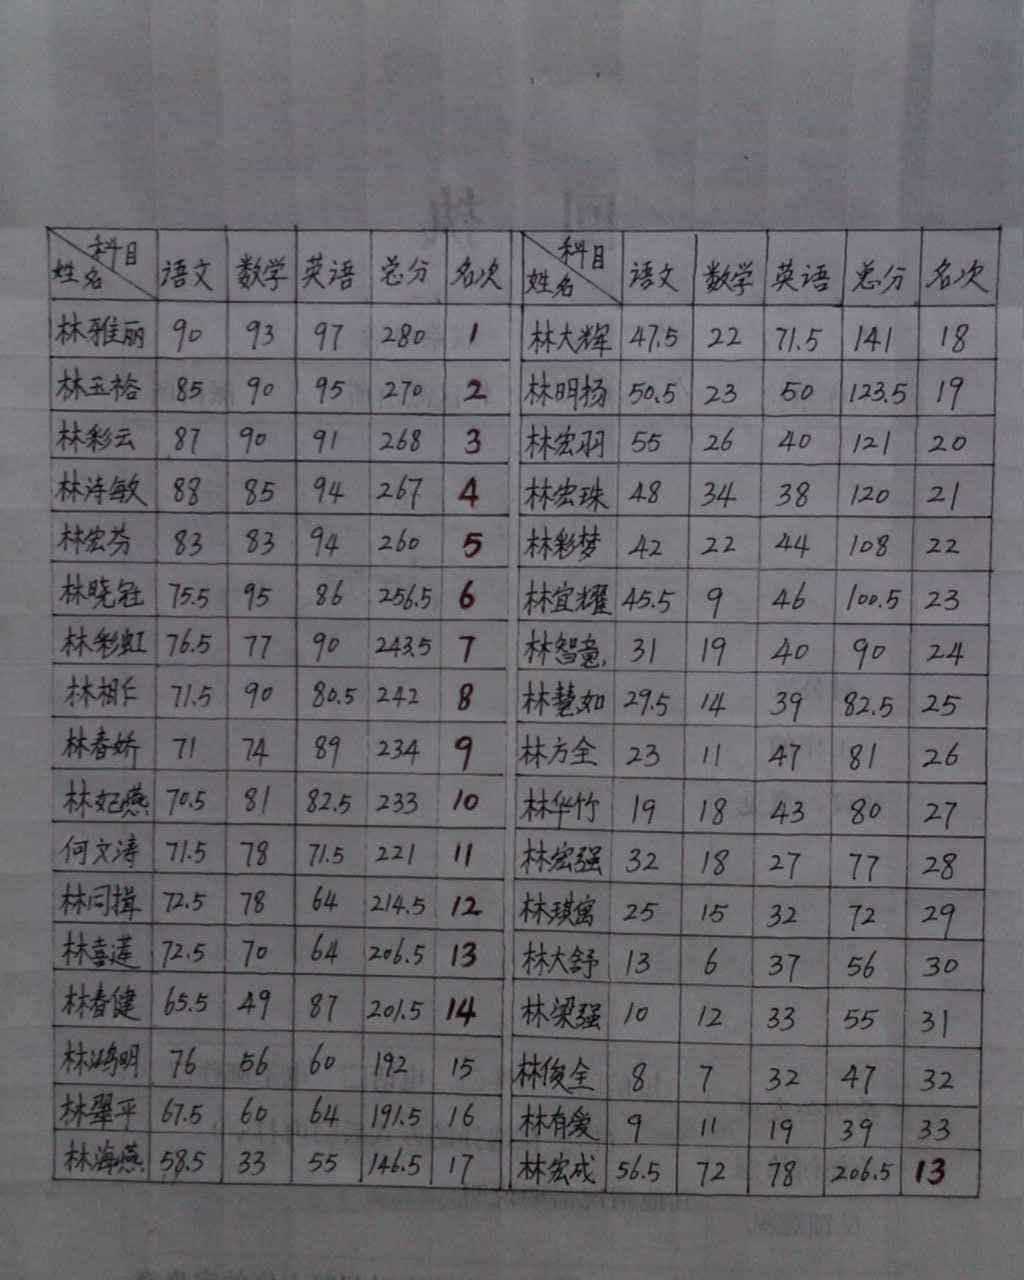 科目 姓名 语文 数学 英语 总分 名次 科目 姓名 语文 数学 英语 总分 名次
林雅丽 90 93 97 280 1 林大辉 47.5 22 71.5 141 18
林玉裕 85 90 95 270 2 林明扬 50.5 23 50 123.5 19
林彩云 87 90 91 268 3 林宏羽 55 26 40 121 20
林诗敏 88 85 94 267 4 林宏珠 48 34 38 120 21
林宏芬 83 83 94 260 5 林彩梦 42 22 44 108 22
林晓钰 75.5 95 86 256.5 6 林宜耀 45.5 9 46 100.5 23
林彩虹 76.5 77 90 243.5 7 林智 31 19 40 90 24
林相仁 71.5 90 80.5 242 8 林慧如 29.5 14 39 82.5 25
林春娇 71 74 89 234 9 林方全 23 11 47 81 26
林妃燕 70.5 81 82.5 233 10 林华竹 19 18 43 80 27
何文涛 71.5 78 71.5 221 11 林宏强 32 18 27 77 28
林同揖 72.5 78 64 214.5 12 林琪富 25 15 32 72 29
林喜莲 72.5 70 64 206.5 13 林大舒 13 6 37 56 30
林春健 65.5 49 87 201.5 14 林梁强 10 12 33 55 31
林鸿明 76 56 60 192 15 林俊全 8 7 32 47 32
林翠平 67.5 60 64 191.5 16 林有爱 9 11 19 39 33
林海燕 58.5 33 55 146.5 17 林宏成 56.5 72 78 206.5 13